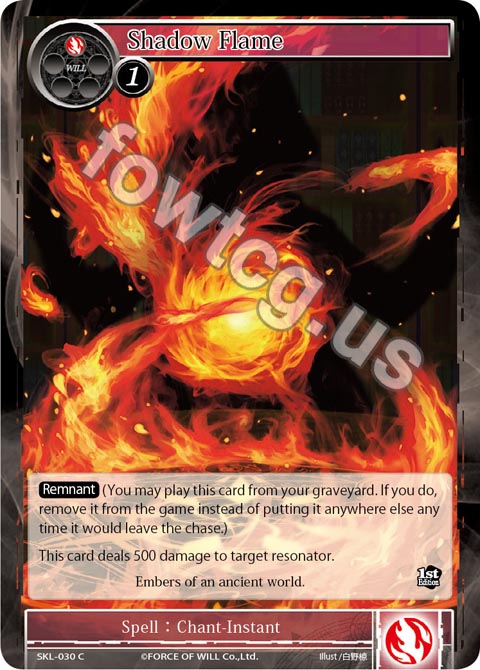 Shadow Flame
WILL
1
fowtcg.us
Remnant (You may play this card from your graveyard. If you do,
remove it from the game instead of putting it anywhere else any
time it would leave the chase.)
This card deals 500 damage to target resonator.
Embers of an ancient world.
1st
Edition
Spell : Chant-Instant
SKL-030 C
©FORCE OF WILL Co.,Ltd.
Illust /白野椋